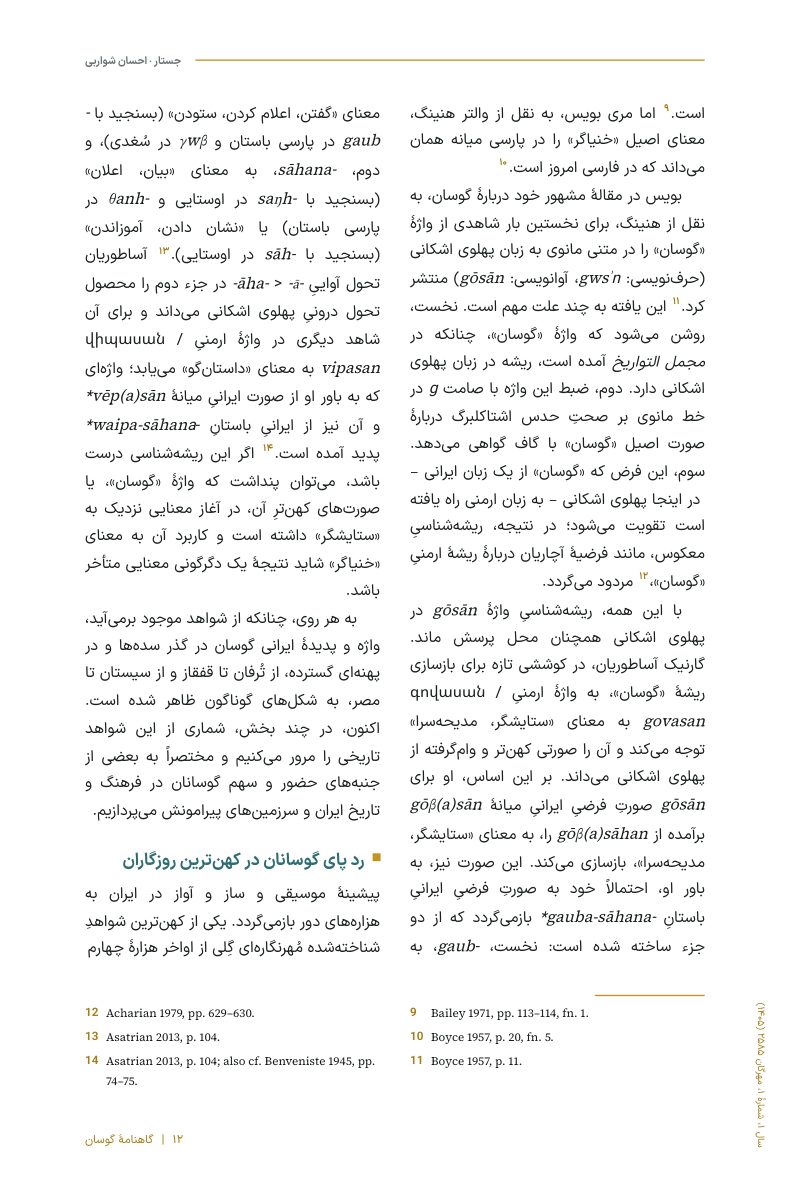 جستار · احسان شواربی
است.۹ اما مری بویس، به نقل از والتر هنینگ،
معنای اصیل «خنیاگر» را در پارسی میانه همان
می‌داند که در فارسی امروز است.۱۰
بویس در مقالهٔ مشهور خود دربارهٔ گوسان، به
نقل از هنینگ، برای نخستین بار شاهدی از واژهٔ
«گوسان» را در متنی مانوی به زبان پهلوی اشکانی
(حرف‌نویسی: gwsʾn، آوانویسی: gōsān) منتشر
کرد.۱۱ این یافته به چند علت مهم است. نخست،
روشن می‌شود که واژهٔ «گوسان»، چنانکه در
مجمل التواریخ آمده است، ریشه در زبان پهلوی
اشکانی دارد. دوم، ضبط این واژه با صامت g در
خط مانوی بر صحتِ حدس اشتاکلبرگ دربارهٔ
صورت اصیل «گوسان» با گاف گواهی می‌دهد.
سوم، این فرض که «گوسان» از یک زبان ایرانی –
در اینجا پهلوی اشکانی – به زبان ارمنی راه یافته
است تقویت می‌شود؛ در نتیجه، ریشه‌شناسیِ
معکوس، مانند فرضیهٔ آچاریان دربارهٔ ریشهٔ ارمنیِ
«گوسان»،۱۲ مردود می‌گردد.
با این همه، ریشه‌شناسیِ واژهٔ gōsān در
پهلوی اشکانی همچنان محل پرسش ماند.
گارنیک آساطوریان، در کوششی تازه برای بازسازی
ریشهٔ «گوسان»، به واژهٔ ارمنیِ / գովասան
govasan به معنای «ستایشگر، مدیحه‌سرا»
توجه می‌کند و آن را صورتی کهن‌تر و وام‌گرفته از
پهلوی اشکانی می‌داند. بر این اساس، او برای
gōsān صورتِ فرضیِ ایرانیِ میانهٔ gōβ(a)sān
برآمده از gōβ(a)sāhan را، به معنای «ستایشگر،
مدیحه‌سرا»، بازسازی می‌کند. این صورت نیز، به
باور او، احتمالاً خود به صورتِ فرضیِ ایرانیِ
باستانِ *gauba-sāhana- بازمی‌گردد که از دو
جزء ساخته شده است: نخست، gaub-، به
معنای «گفتن، اعلام کردن، ستودن» (بسنجید با -
gaub در پارسی باستان و γwβ در سُغدی)، و
دوم، sāhana-، به معنای «بیان، اعلان»
(بسنجید با saŋh- در اوستایی و θanh- در
پارسی باستان) یا «نشان دادن، آموزاندن»
(بسنجید با sāh- در اوستایی).۱۳ آساطوریان
تحول آواییِ -āha- > -ā- در جزء دوم را محصول
تحول درونیِ پهلوی اشکانی می‌داند و برای آن
شاهد دیگری در واژهٔ ارمنیِ / վիպասան
vipasan به معنای «داستان‌گو» می‌یابد؛ واژه‌ای
که به باور او از صورت ایرانیِ میانهٔ *vēp(a)sān
و آن نیز از ایرانیِ باستانِ *waipa-sāhana-
پدید آمده است.۱۴ اگر این ریشه‌شناسی درست
باشد، می‌توان پنداشت که واژهٔ «گوسان»، یا
صورت‌های کهن‌ترِ آن، در آغاز معنایی نزدیک به
«ستایشگر» داشته است و کاربرد آن به معنای
«خنیاگر» شاید نتیجهٔ یک دگرگونی معنایی متأخر
باشد.
به هر روی، چنانکه از شواهد موجود برمی‌آید،
واژه و پدیدهٔ ایرانی گوسان در گذر سده‌ها و در
پهنه‌ای گسترده، از تُرفان تا قفقاز و از سیستان تا
مصر، به شکل‌های گوناگون ظاهر شده است.
اکنون، در چند بخش، شماری از این شواهد
تاریخی را مرور می‌کنیم و مختصراً به بعضی از
جنبه‌های حضور و سهم گوسانان در فرهنگ و
تاریخ ایران و سرزمین‌های پیرامونش می‌پردازیم.
رد پای گوسانان در کهن‌ترین روزگاران
پیشینهٔ موسیقی و ساز و آواز در ایران به
هزاره‌های دور بازمی‌گردد. یکی از کهن‌ترین شواهدِ
شناخته‌شده مُهرنگاره‌ای گِلی از اواخر هزارهٔ چهارم
9 Bailey 1971, pp. 113–114, fn. 1.
10 Boyce 1957, p. 20, fn. 5.
11 Boyce 1957, p. 11.
12 Acharian 1979, pp. 629–630.
13 Asatrian 2013, p. 104.
14 Asatrian 2013, p. 104; also cf. Benveniste 1945, pp.
74–75.
سال ۱، شمارهٔ ۱، مهرگان ۲۵۸۵ (۱۴۰۵)
۱۲ | گاهنامهٔ گوسان